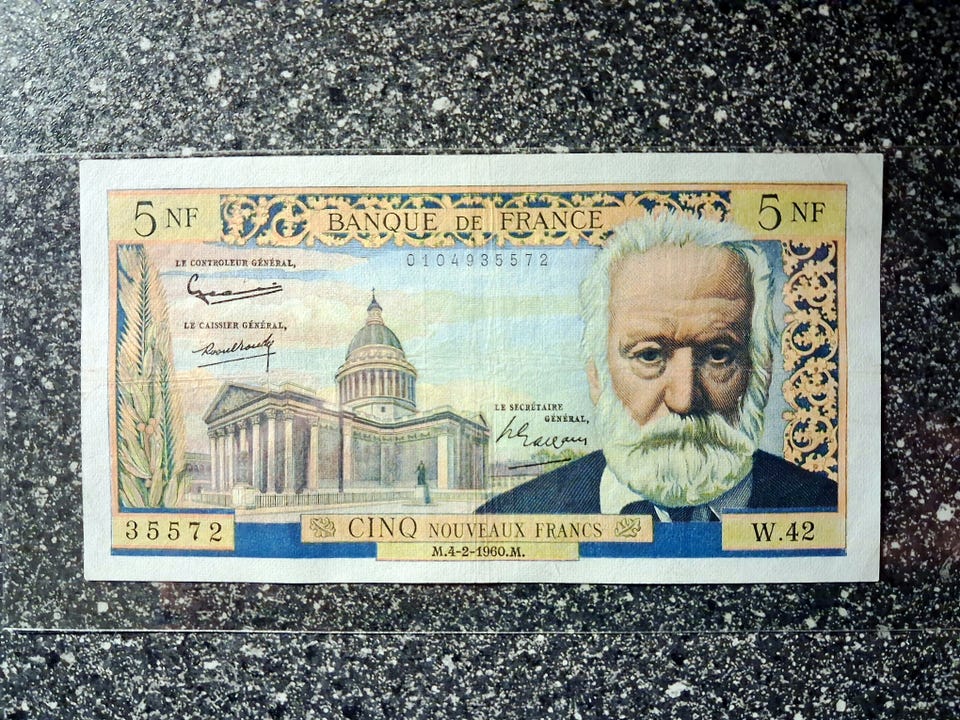 5 NF
BANQUE DE FRANCE
5 NF
0104935572
LE CONTROLEUR GÉNÉRAL,
LE CAISSIER GÉNÉRAL,
LE SECRÉTAIRE
GÉNÉRAL,
35572
CINQ NOUVEAUX FRANCS
W.42
M.4-2-1960.M.